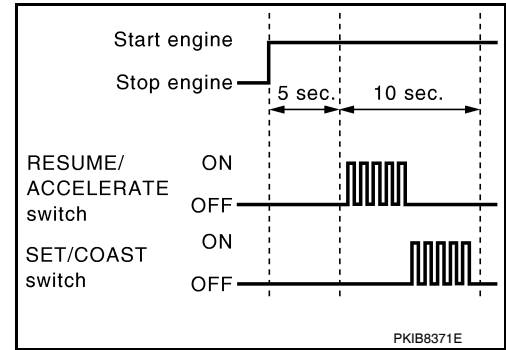 Start engine
Stop engine
5 sec.
10 sec.
RESUME/
ACCELERATE
switch
ON
OFF
SET/COAST
switch
ON
OFF
PKIB8371E